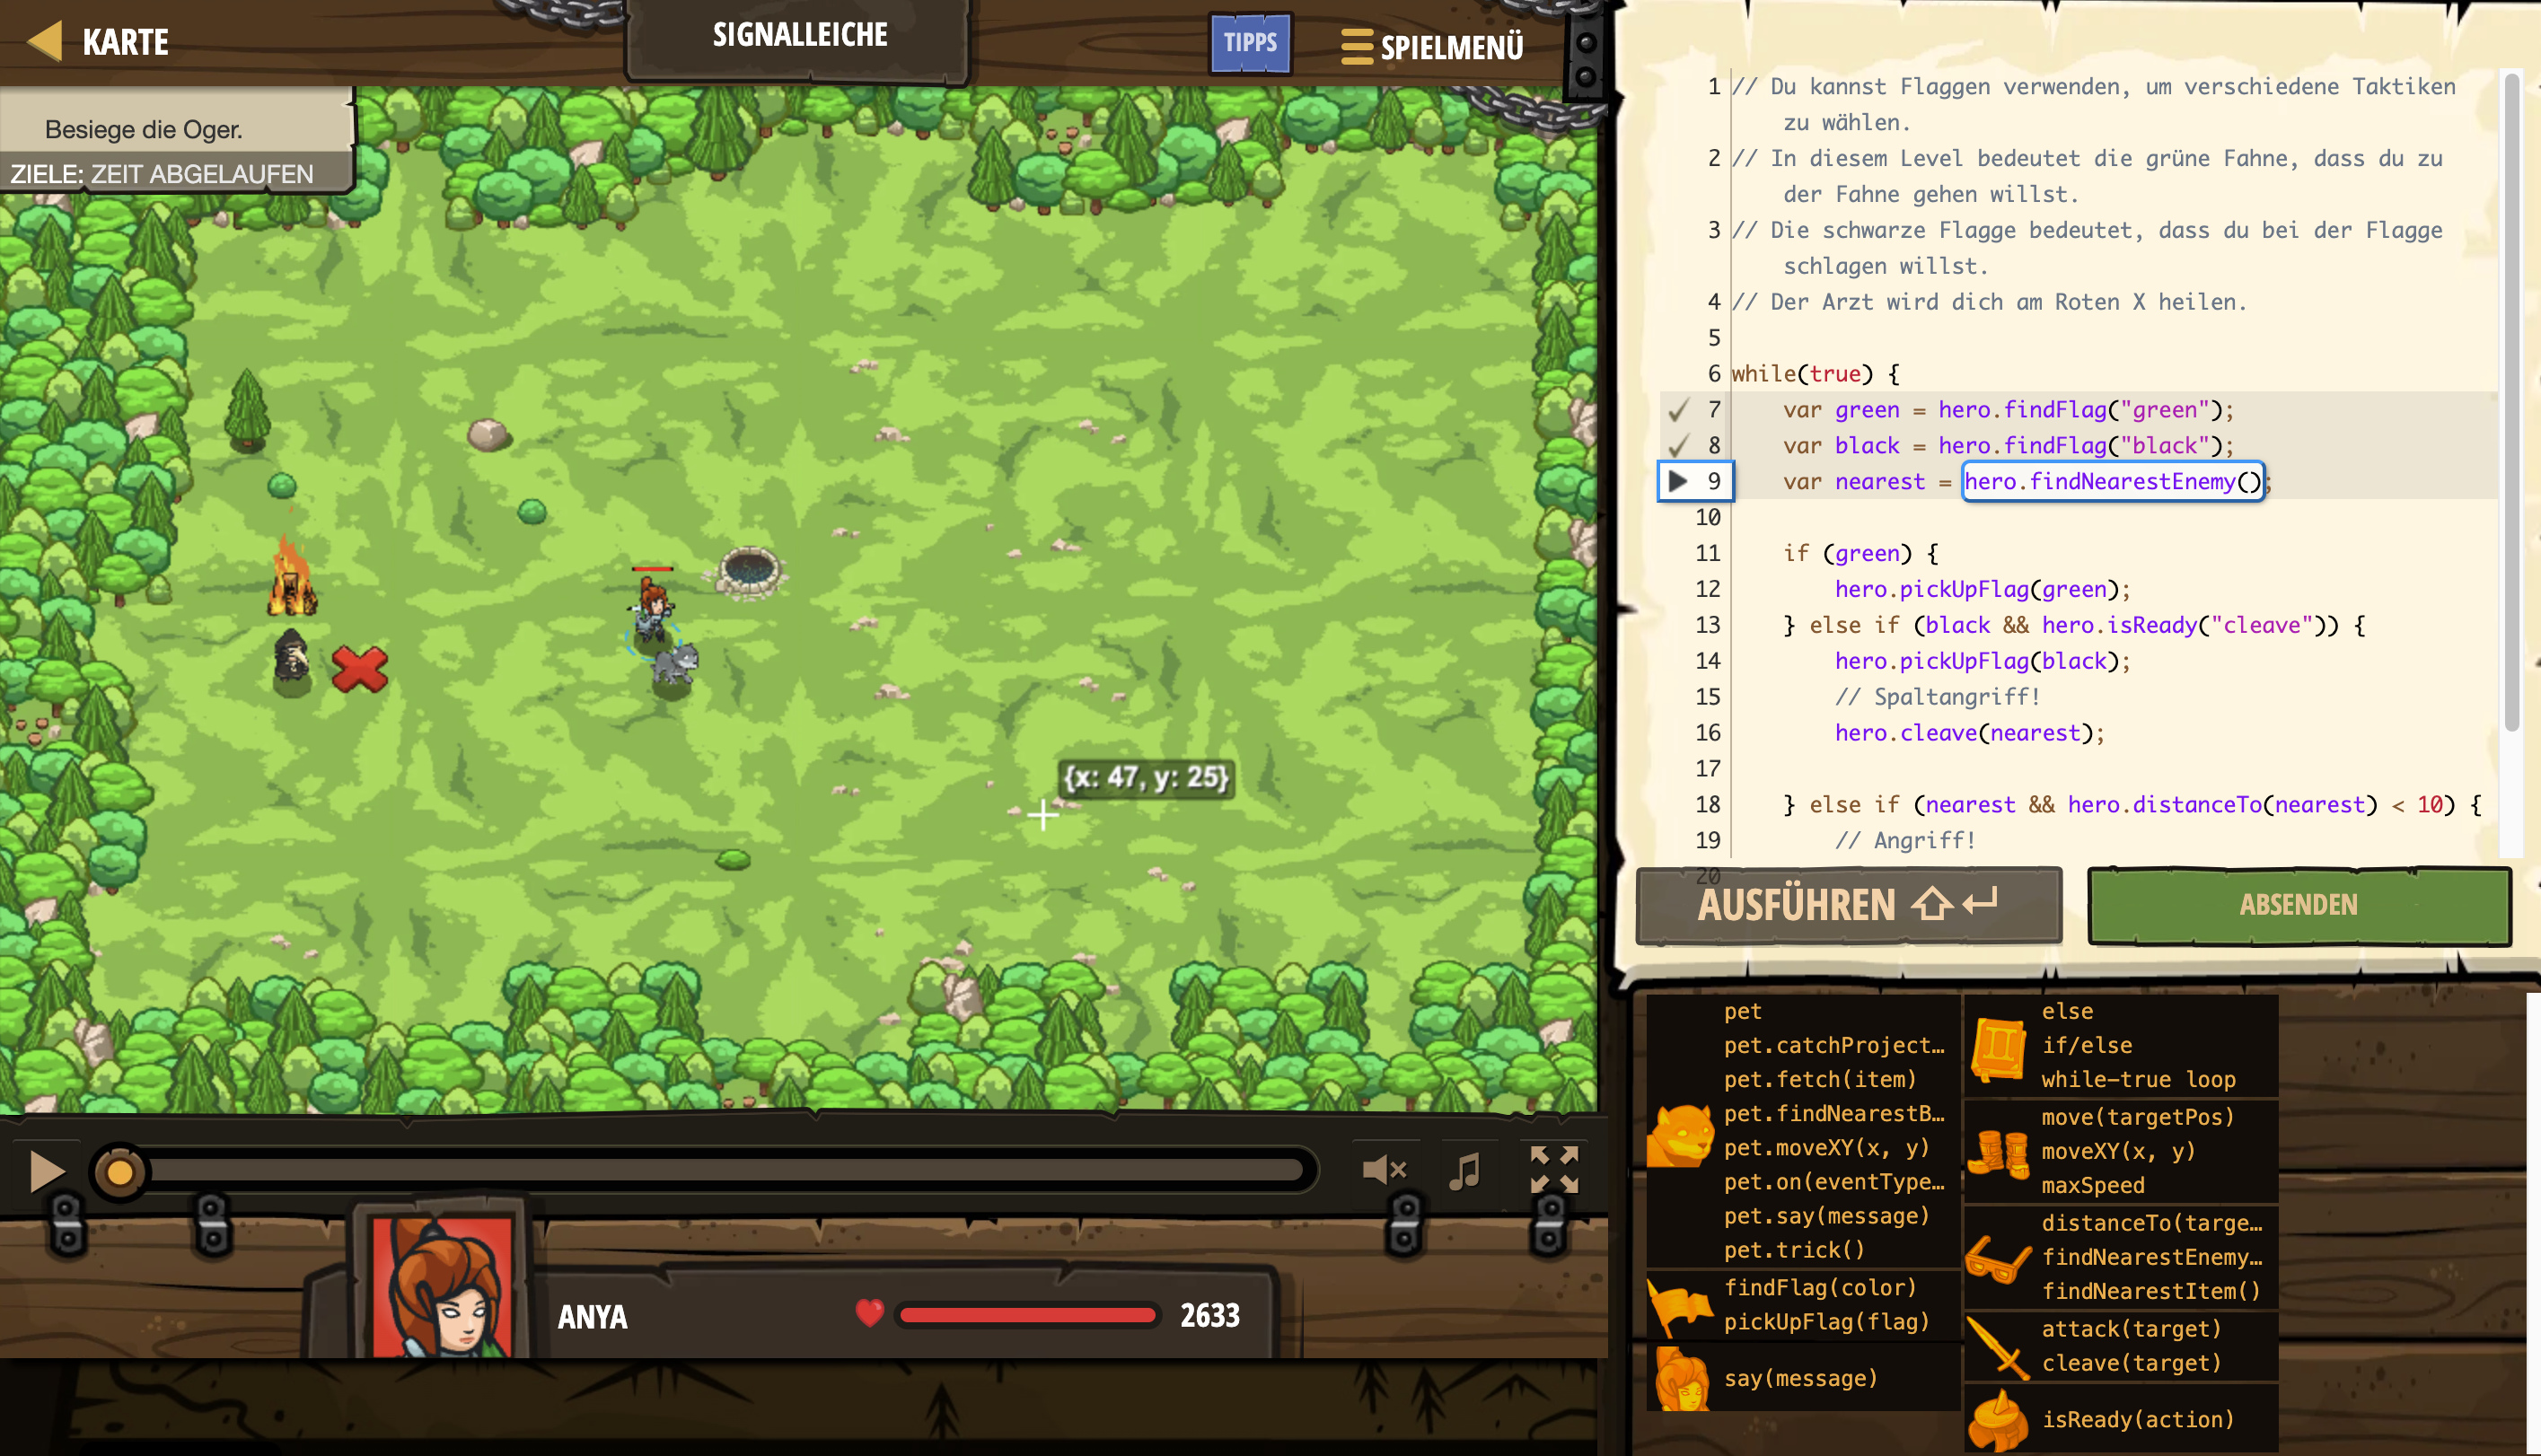 KARTE
SIGNALLEICHE
TIPPS
SPIELMENÜ
Besiege die Oger.
ZIELE: ZEIT ABGELAUFEN
{x: 47, y: 25}
ANYA
2633
1 // Du kannst Flaggen verwenden, um verschiedene Taktiken
zu wählen.
2 // In diesem Level bedeutet die grüne Fahne, dass du zu
der Fahne gehen willst.
3 // Die schwarze Flagge bedeutet, dass du bei der Flagge
schlagen willst.
4 // Der Arzt wird dich am Roten X heilen.
5
6 while(true) {
7 var green = hero.findFlag("green");
8 var black = hero.findFlag("black");
9 var nearest = hero.findNearestEnemy();
10
11 if (green) {
12 hero.pickUpFlag(green);
13 } else if (black && hero.isReady("cleave")) {
14 hero.pickUpFlag(black);
15 // Spaltangriff!
16 hero.cleave(nearest);
17
18 } else if (nearest && hero.distanceTo(nearest) < 10) {
19 // Angriff!
20
AUSFÜHREN
ABSENDEN
pet
pet.catchProject…
pet.fetch(item)
pet.findNearestB…
pet.moveXY(x, y)
pet.on(eventType…
pet.say(message)
pet.trick()
findFlag(color)
pickUpFlag(flag)
say(message)
else
if/else
while-true loop
move(targetPos)
moveXY(x, y)
maxSpeed
distanceTo(targe…
findNearestEnemy…
findNearestItem()
attack(target)
cleave(target)
isReady(action)